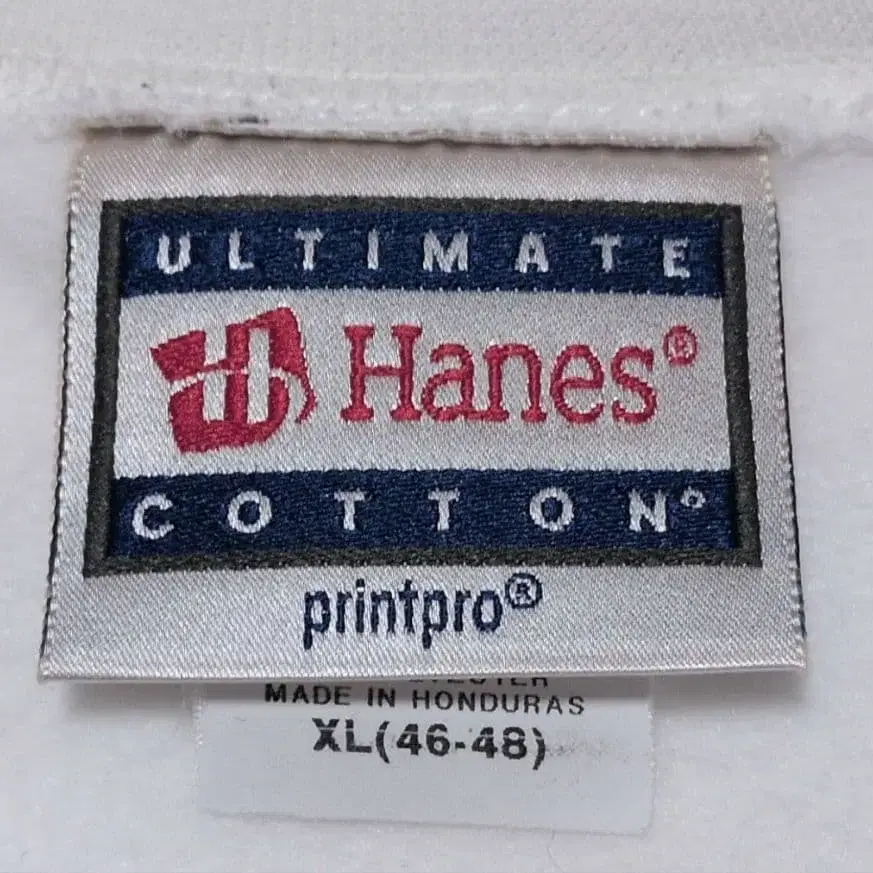 ULTIMATE
Hanes®
COTTON®
printpro®
MADE IN HONDURAS
XL(46-48)